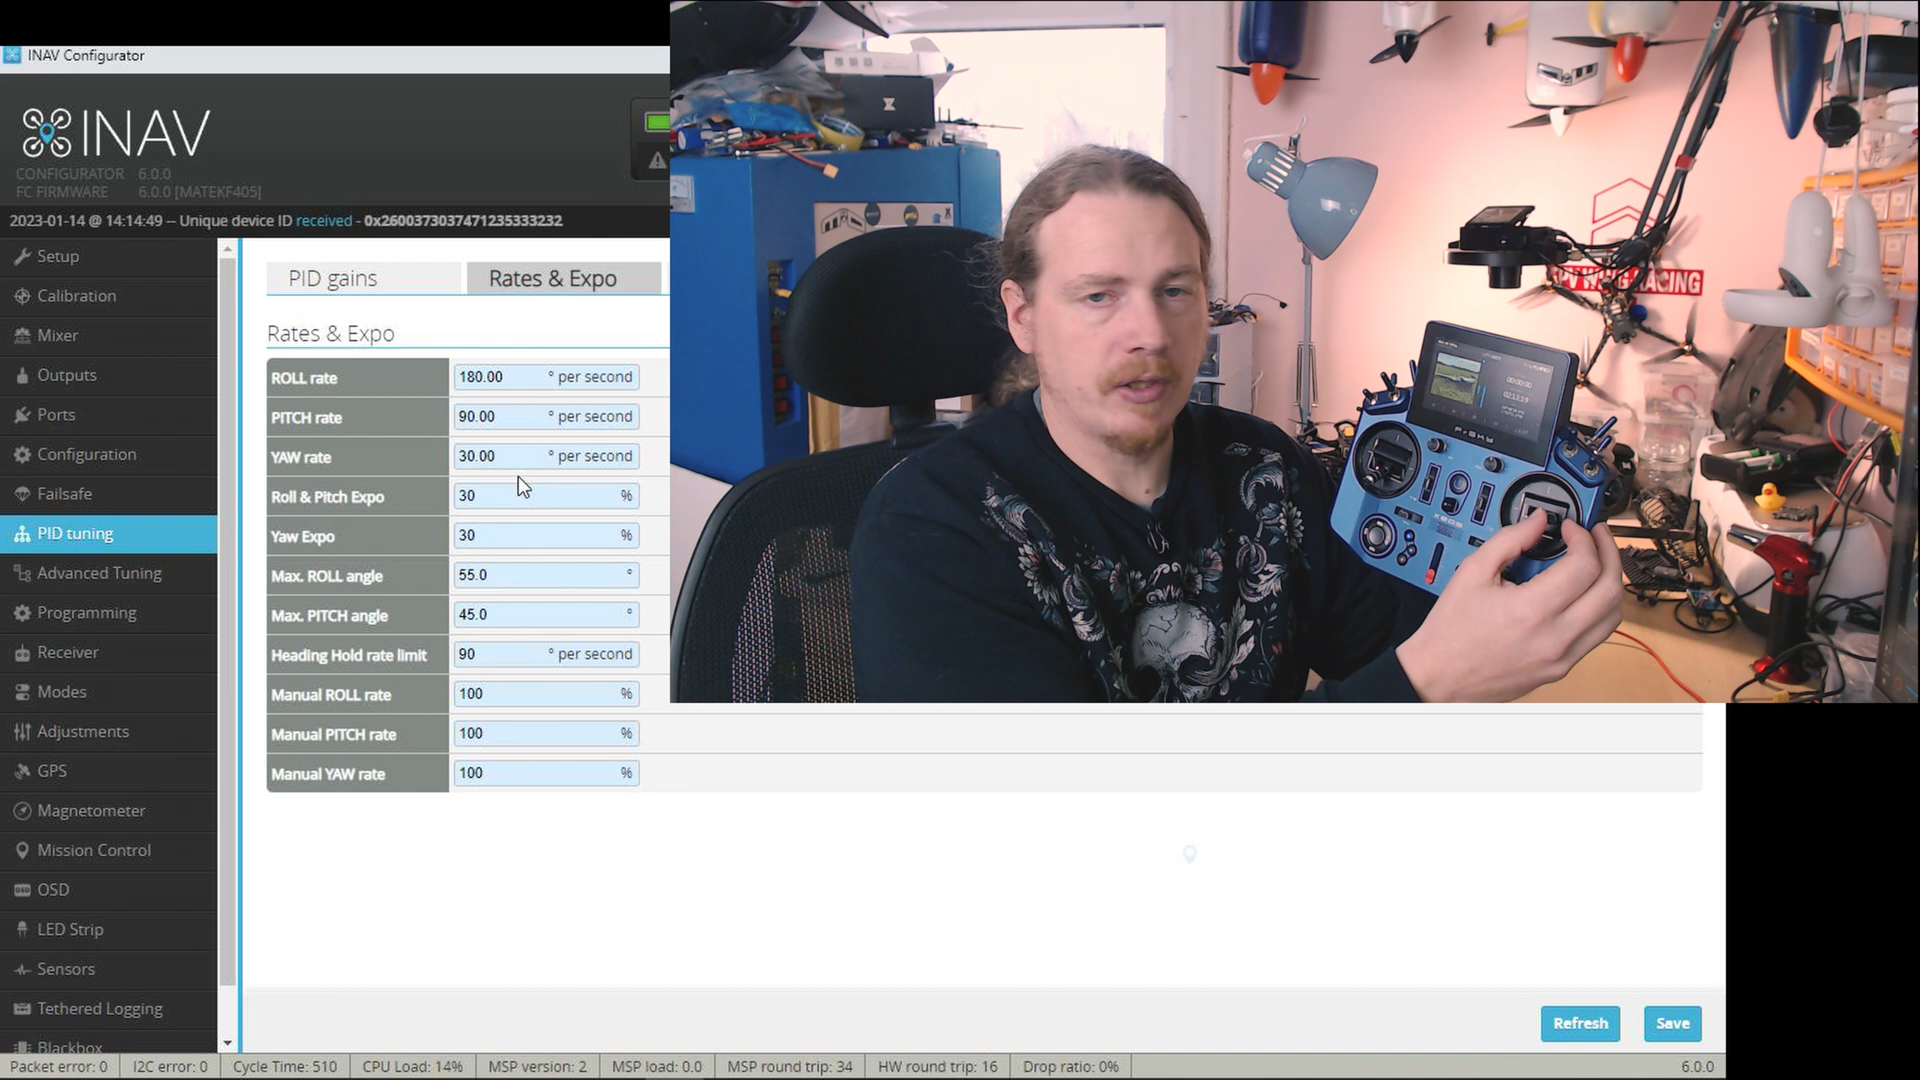 INAV Configurator
INAV
CONFIGURATOR 6.0.0
FC FIRMWARE 6.0.0 [MATEKF405]
2023-01-14 @ 14:14:49 -- Unique device ID received - 0x2600373037471235333232
Setup
Calibration
Mixer
Outputs
Ports
Configuration
Failsafe
PID tuning
Advanced Tuning
Programming
Receiver
Modes
Adjustments
GPS
Magnetometer
Mission Control
OSD
LED Strip
Sensors
Tethered Logging
Blackbox
PID gains
Rates & Expo
Rates & Expo
ROLL rate 180.00 ° per second
PITCH rate 90.00 ° per second
YAW rate 30.00 ° per second
Roll & Pitch Expo 30 %
Yaw Expo 30 %
Max. ROLL angle 55.0 °
Max. PITCH angle 45.0 °
Heading Hold rate limit 90 ° per second
Manual ROLL rate 100 %
Manual PITCH rate 100 %
Manual YAW rate 100 %
WING RACING
FrSKY
Refresh
Save
Packet error: 0 I2C error: 0 Cycle Time: 510 CPU Load: 14% MSP version: 2 MSP load: 0.0 MSP round trip: 34 HW round trip: 16 Drop ratio: 0% 6.0.0